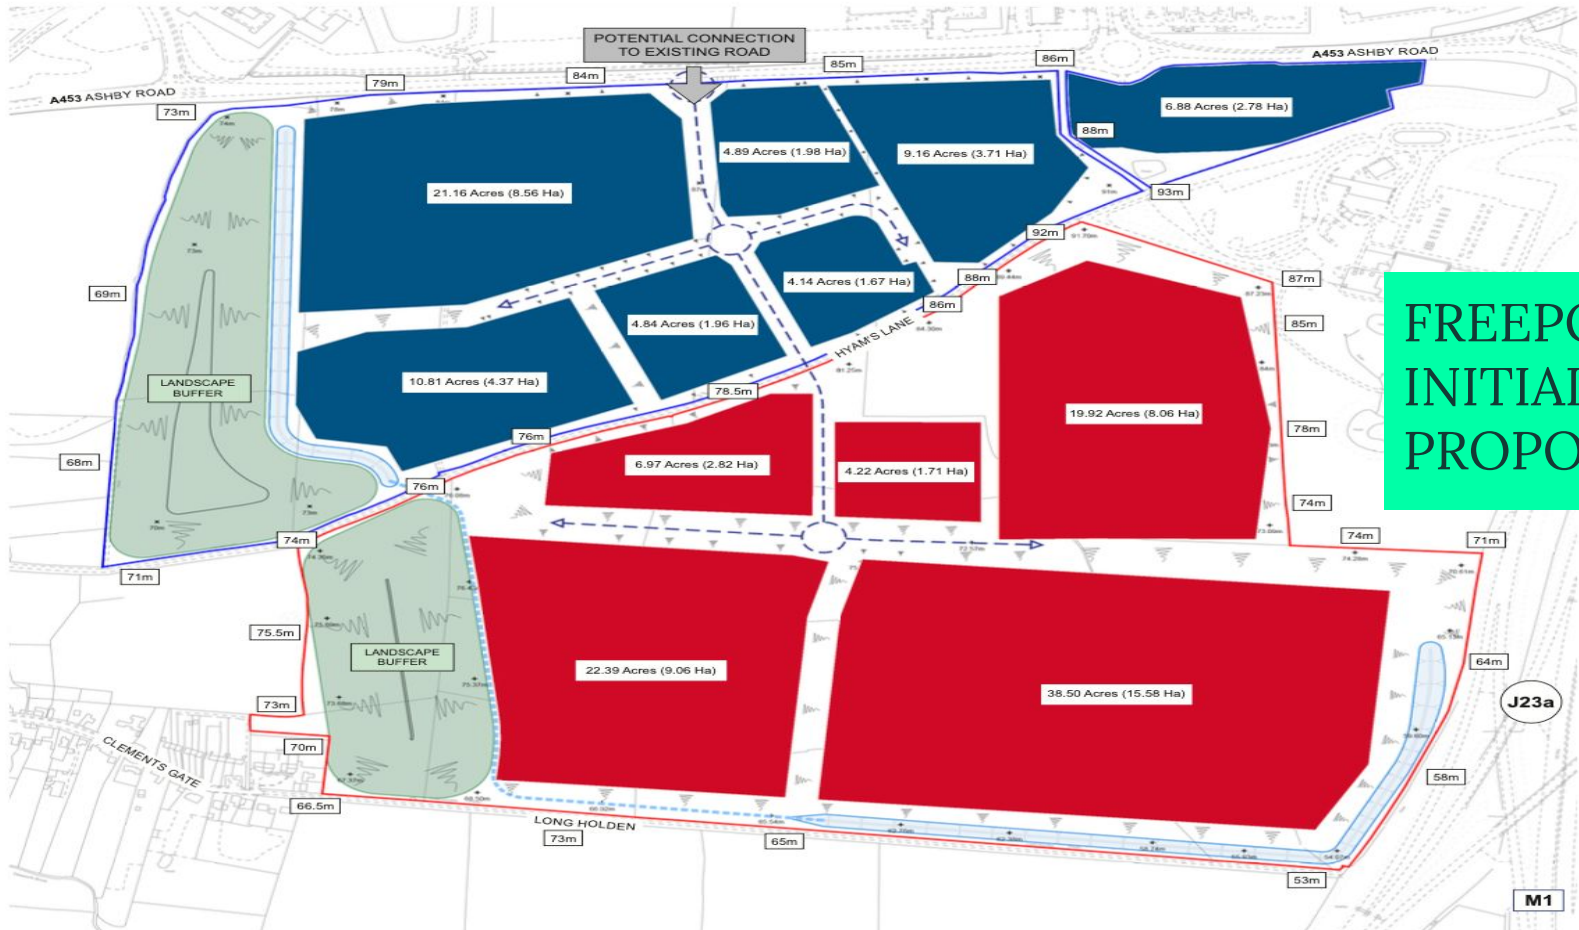 POTENTIAL CONNECTION
TO EXISTING ROAD
A453 ASHBY ROAD
A453 ASHBY ROAD
73m
79m
84m
85m
86m
6.88 Acres (2.78 Ha)
88m
4.89 Acres (1.98 Ha)
9.16 Acres (3.71 Ha)
21.16 Acres (8.56 Ha)
93m
92m
69m
88m
87m
4.14 Acres (1.67 Ha)
86m
4.84 Acres (1.96 Ha)
85m
HYAM'S LANE
FREEPO
INITIAL
PROPO
LANDSCAPE
BUFFER
10.81 Acres (4.37 Ha)
78.5m
19.92 Acres (8.06 Ha)
76m
78m
68m
6.97 Acres (2.82 Ha)
4.22 Acres (1.71 Ha)
76m
74m
74m
74m
71m
71m
75.5m
LANDSCAPE
BUFFER
22.39 Acres (9.06 Ha)
64m
38.50 Acres (15.58 Ha)
J23a
73m
70m
CLEMENTS GATE
58m
66.5m
LONG HOLDEN
73m
65m
53m
M1